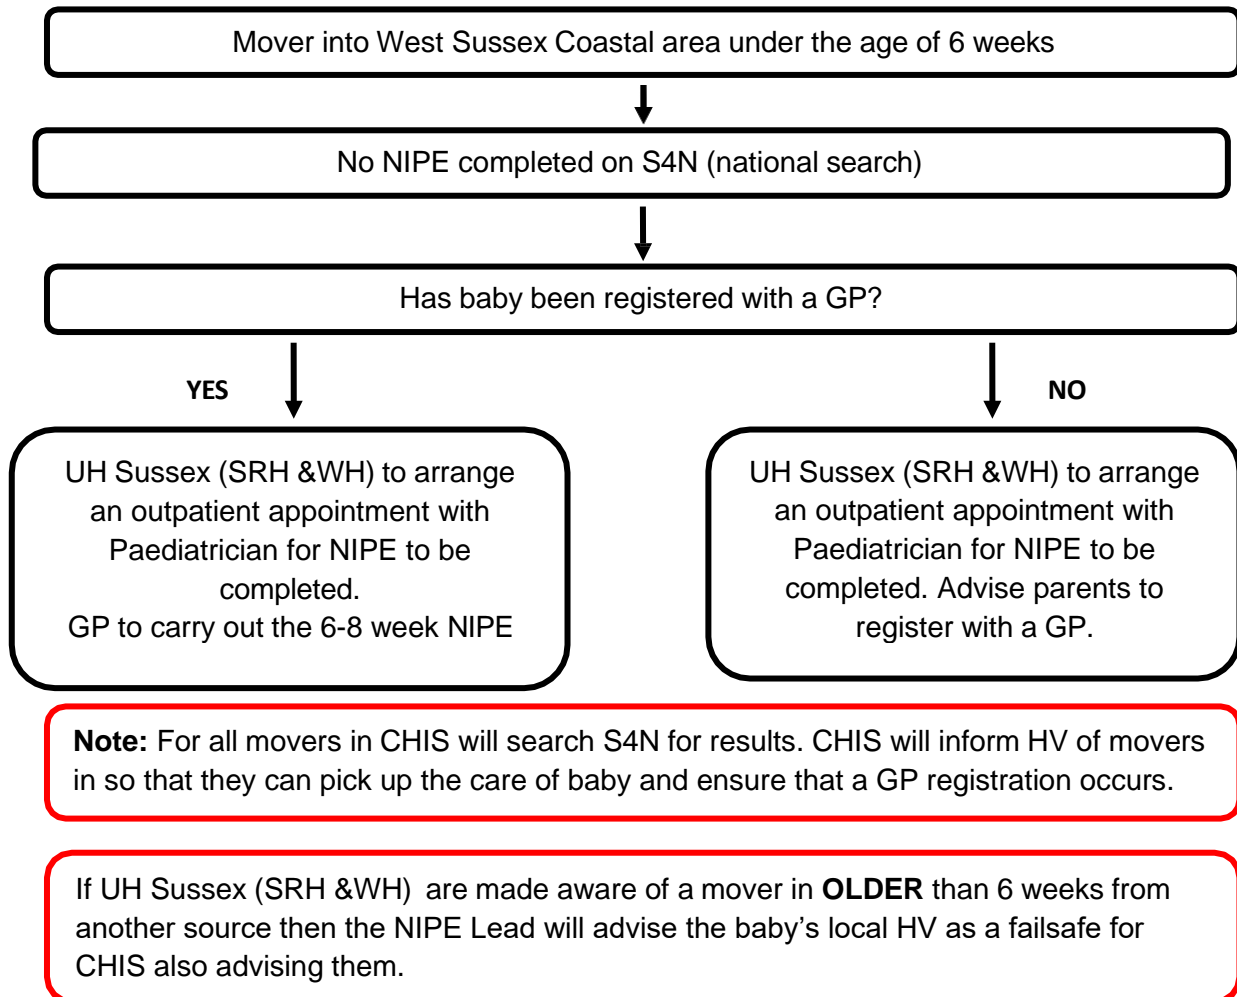 Mover into West Sussex Coastal area under the age of 6 weeks
No NIPE completed on S4N (national search)
Has baby been registered with a GP?
YES
NO
UH Sussex (SRH &WH) to arrange
an outpatient appointment with
Paediatrician for NIPE to be
completed.
GP to carry out the 6-8 week NIPE
UH Sussex (SRH &WH) to arrange
an outpatient appointment with
Paediatrician for NIPE to be
completed. Advise parents to
register with a GP.
Note: For all movers in CHIS will search S4N for results. CHIS will inform HV of movers
in so that they can pick up the care of baby and ensure that a GP registration occurs.
If UH Sussex (SRH &WH) are made aware of a mover in OLDER than 6 weeks from
another source then the NIPE Lead will advise the baby's local HV as a failsafe for
CHIS also advising them.